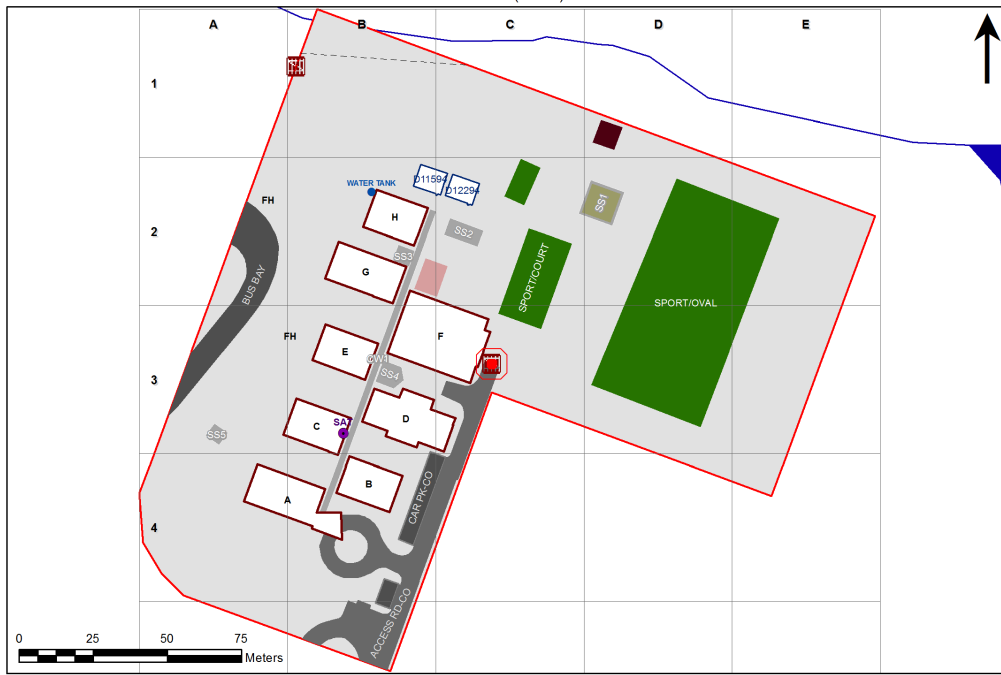 A B C D E
1
D11594
WATER TANK
D12294
SS1
FH
H
2
SS2
SS3
G
BUS BAY
SPORT/COURT
SPORT/OVAL
FH
F
E
SS4
3
D
SA1
C
SS5
B
CAR PK-CO
A
4
ACCESS RD-CO
0 25 50 75
Meters